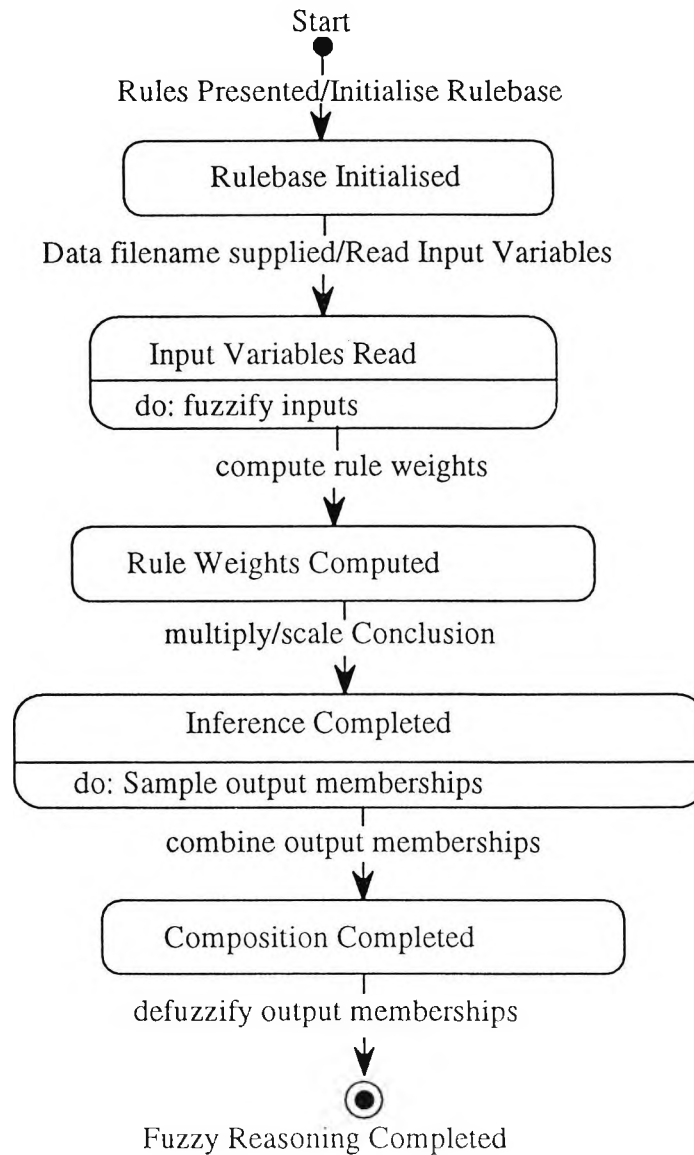 Start
Rules Presented/Initialise Rulebase
Rulebase Initialised
Data filename supplied/Read Input Variables
Input Variables Read
do: fuzzify inputs
compute rule weights
Rule Weights Computed
multiply/scale Conclusion
Inference Completed
do: Sample output memberships
combine output memberships
Composition Completed
defuzzify output memberships
Fuzzy Reasoning Completed